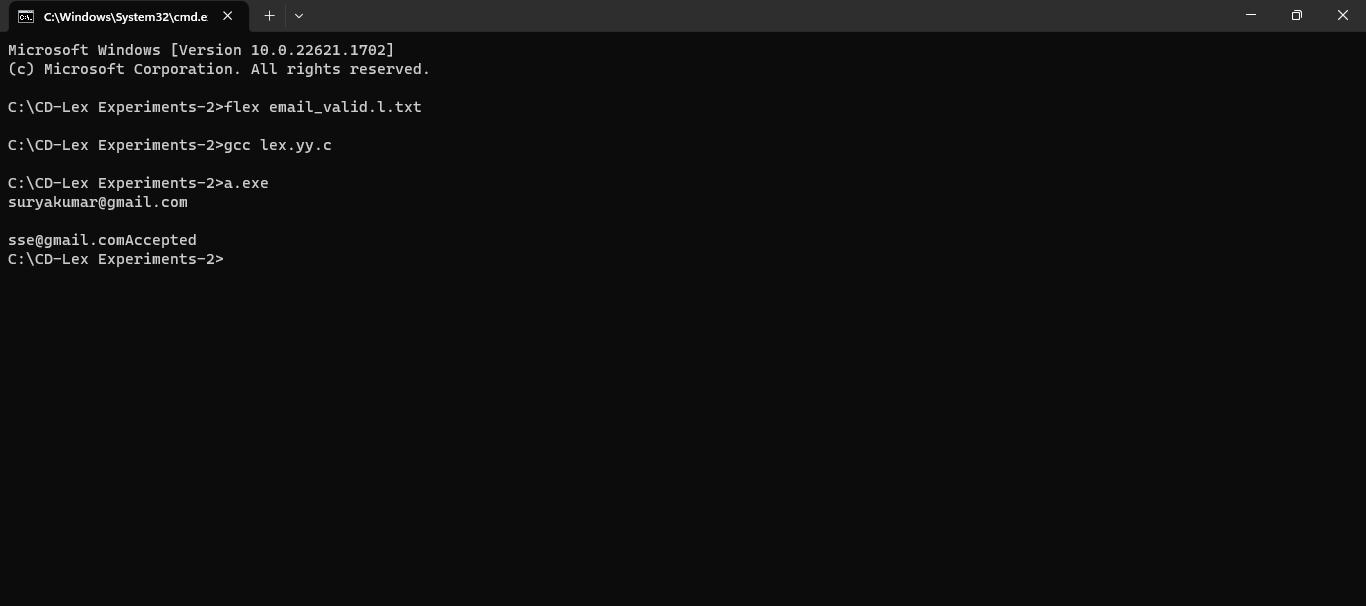 C:\Windows\System32\cmd.e
Microsoft Windows [Version 10.0.22621.1702]
(c) Microsoft Corporation. All rights reserved.
C:\CD-Lex Experiments-2>flex email_valid.l.txt
C:\CD-Lex Experiments-2>gcc lex.yy.c
C:\CD-Lex Experiments-2>a.exe
suryakumar@gmail.com
sse@gmail.comAccepted
C:\CD-Lex Experiments-2>